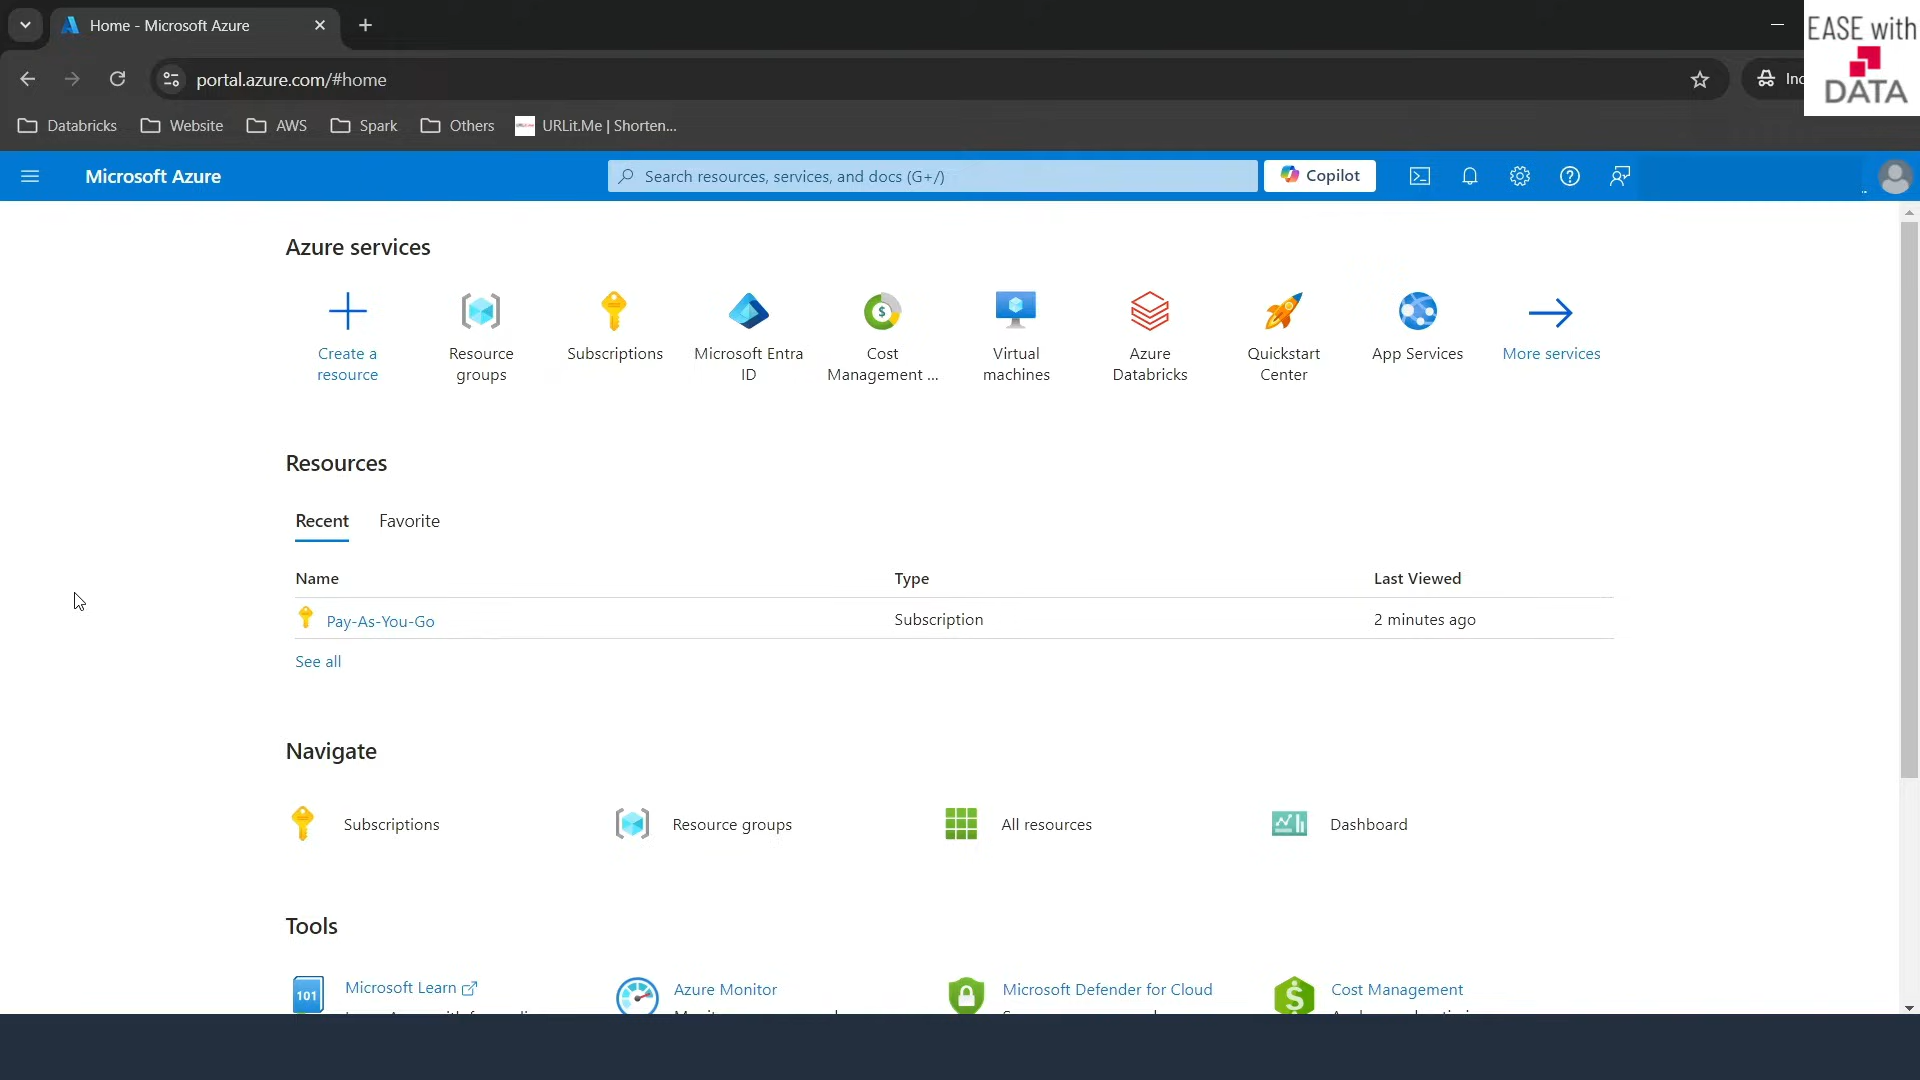 Home - Microsoft Azure
EASE with
DATA
portal.azure.com/#home
Databricks
Website
AWS
Spark
Others
URLit.Me | Shorten...
Microsoft Azure
Search resources, services, and docs (G+/)
Copilot
Azure services
Create a
resource
Resource
groups
Subscriptions
Microsoft Entra
ID
Cost
Management ...
Virtual
machines
Azure
Databricks
Quickstart
Center
App Services
More services
Resources
Recent
Favorite
Name
Type
Last Viewed
Pay-As-You-Go
Subscription
2 minutes ago
See all
Navigate
Subscriptions
Resource groups
All resources
Dashboard
Tools
101
Microsoft Learn
Azure Monitor
Microsoft Defender for Cloud
Cost Management